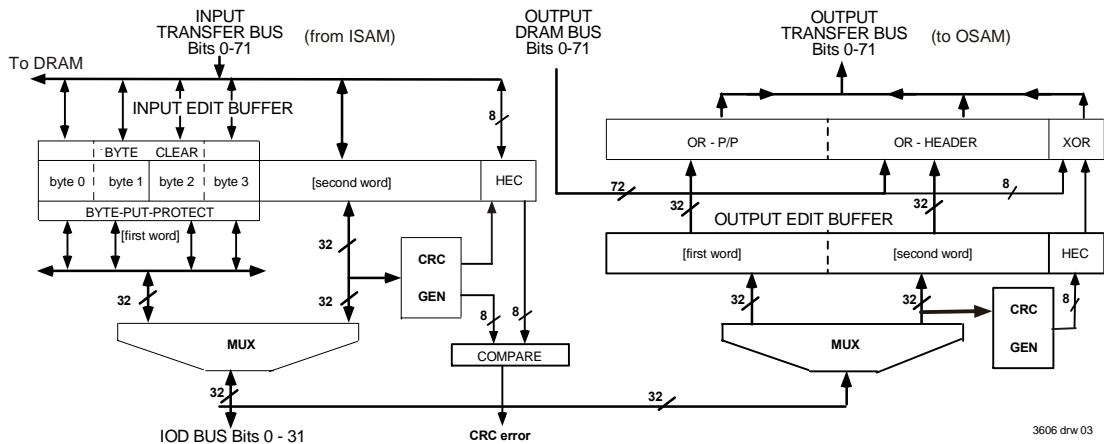 INPUT
TRANSFER BUS
Bits 0-71
(from ISAM)
OUTPUT
DRAM BUS
Bits 0-71
OUTPUT
TRANSFER BUS
Bits 0-71
(to OSAM)
To DRAM
INPUT EDIT BUFFER
8
BYTE CLEAR
byte 0
byte 1
byte 2
byte 3
[second word]
HEC
BYTE-PUT-PROTECT
[first word]
OR - P/P
OR - HEADER
XOR
72
32
32
8
OUTPUT EDIT BUFFER
[first word]
[second word]
HEC
32
CRC
GEN
32
32
8
8
MUX
COMPARE
32
32
8
CRC
GEN
MUX
32
32
IOD BUS Bits 0 - 31
CRC error
3606 drw 03